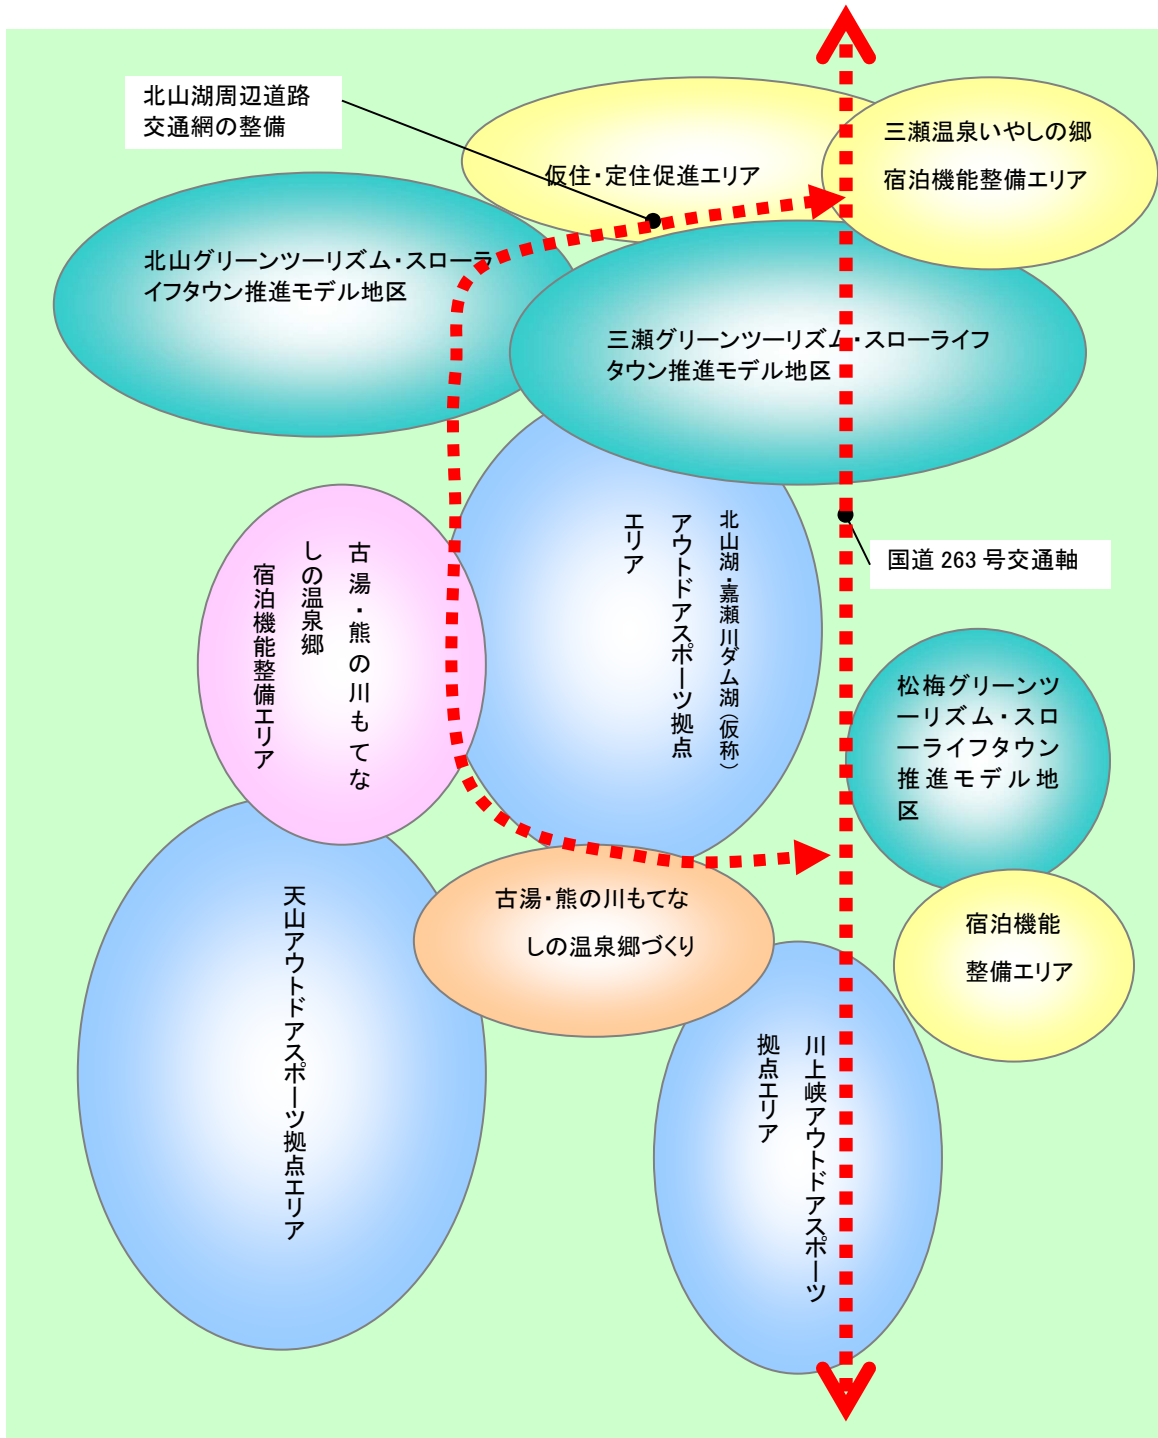 北山湖周辺道路
交通網の整備
仮住・定住促進エリア
三瀬温泉いやしの郷
宿泊機能整備エリア
北山グリーンツーリズム・スローラ
イフタウン推進モデル地区
三瀬グリーンツーリズム・スローライフ
タウン推進モデル地区
北山湖・嘉瀬川ダム湖（仮称）
アウトドアスポーツ拠点
エリア
国道 263 号交通軸
古湯・熊の川もてな
しの温泉郷
宿泊機能整備エリア
松梅グリーンツ
ーリズム・スロ
ーライフタウン
推進モデル地
区
古湯・熊の川もてな
しの温泉郷づくり
宿泊機能
整備エリア
天山アウトドアスポーツ拠点エリア
川上峡アウトドアスポーツ
拠点エリア